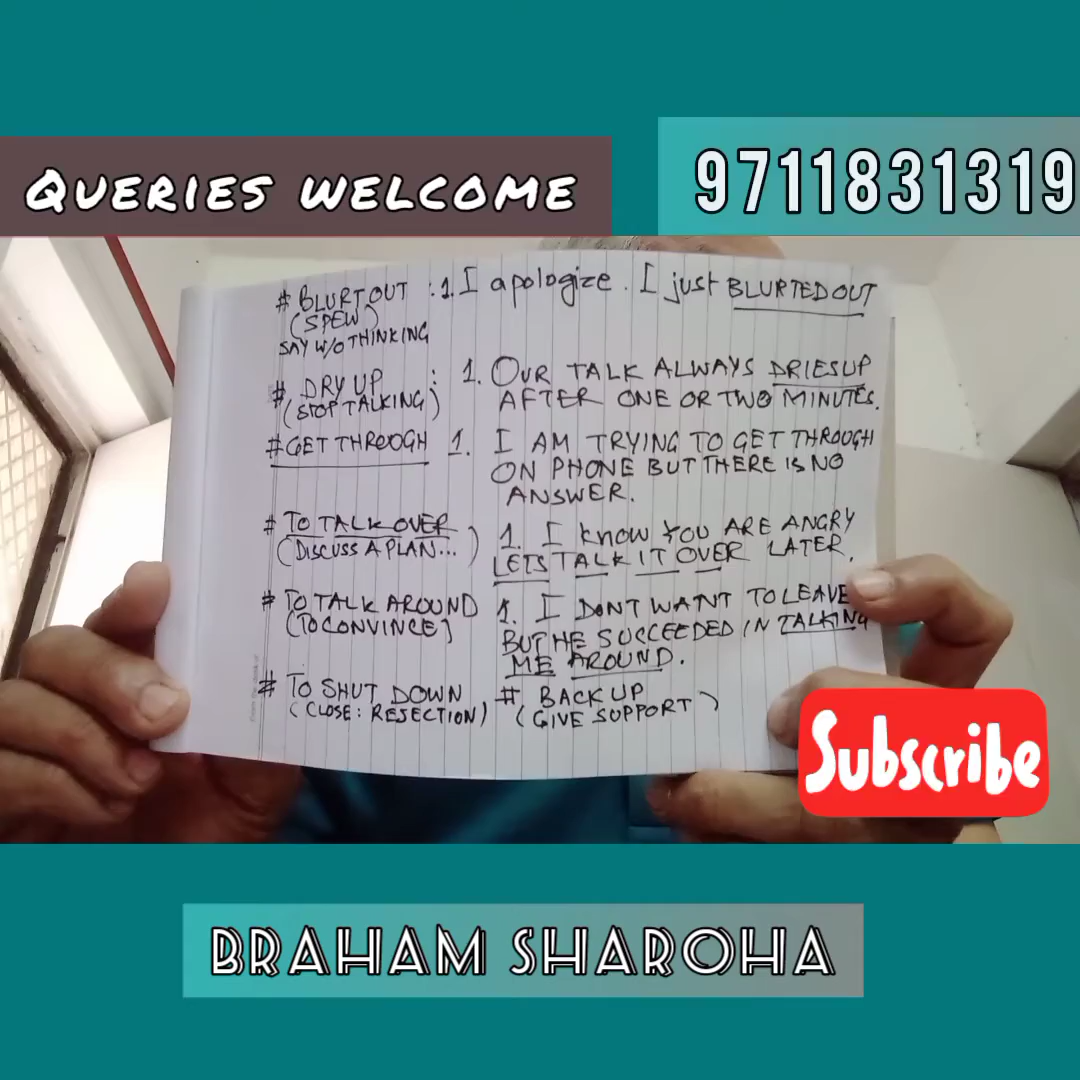 QUERIES WELCOME
9711831319
# BLURT OUT : 1. I apologize. I just BLURTED OUT
(SPEW)
SAY W/O THINKING
# DRY UP : 1. OUR TALK ALWAYS DRIES UP
(STOP TALKING) AFTER ONE OR TWO MINUTES.
# GET THROUGH 1. I AM TRYING TO GET THROUGH
ON PHONE BUT THERE IS NO
ANSWER.
# TO TALK OVER 1. I KNOW YOU ARE ANGRY
(DISCUSS A PLAN...) LETS TALK IT OVER LATER.
# TO TALK AROUND 1. I DONT WANT TO LEAVE
(TO CONVINCE) BUT HE SUCCEEDED IN TALKING
ME AROUND.
# TO SHUT DOWN # BACK UP
(CLOSE: REJECTION) (GIVE SUPPORT)
Subscribe
BRAHAM SHAROHA